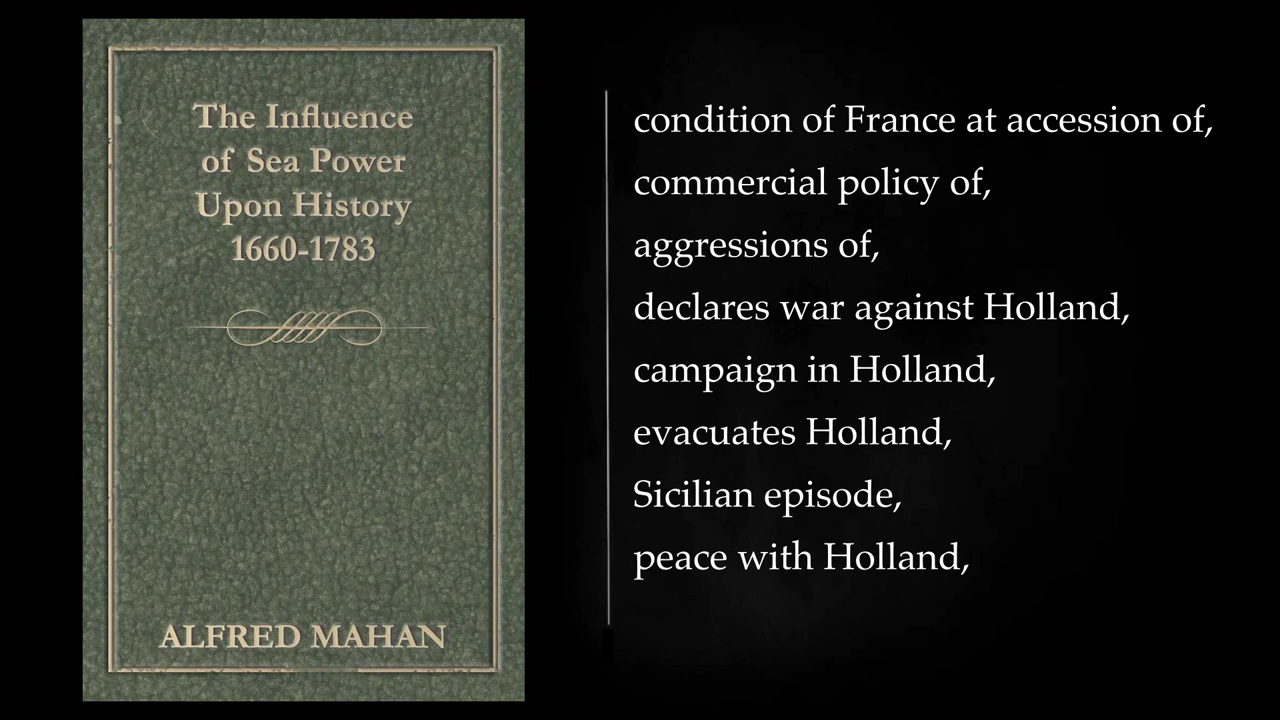 The Influence
of Sea Power
Upon History
1660-1783
ALFRED MAHAN
condition of France at accession of,
commercial policy of,
aggressions of,
declares war against Holland,
campaign in Holland,
evacuates Holland,
Sicilian episode,
peace with Holland,